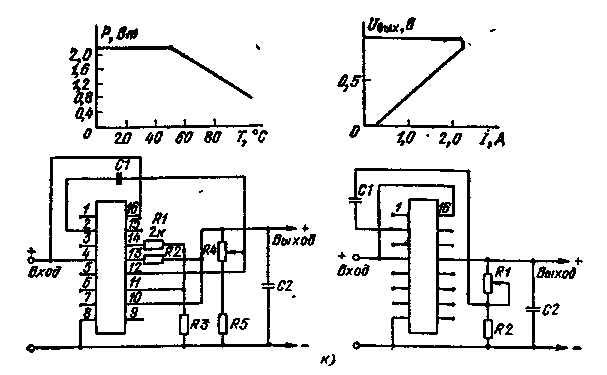 P, Вт
2,0
1,6
1,2
0,8
0,4
0
20 40 60 80 T, °C
Uвых, В
0,5
0
1,0 2,0 I, A
C1
1
2
3
4
5
6
7
8
16
15
14
13
12
11
10
9
R1
2к
R2
R3
R4
R5
C2
+
Вход
–
+
Выход
–
C1
1
16
+
Вход
–
R1
R2
C2
+
Выход
–
к)